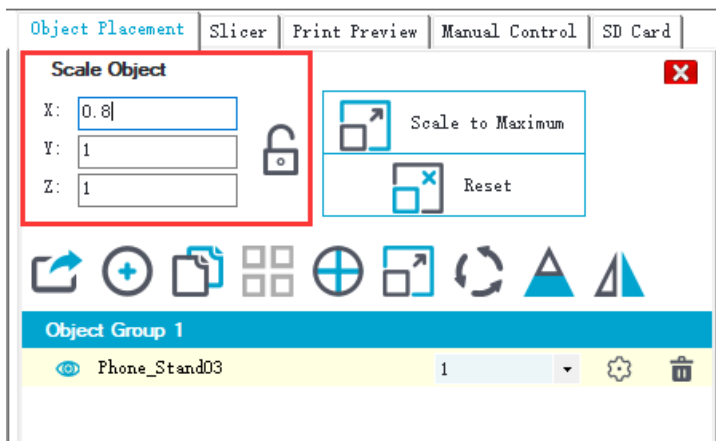 Object Placement Slicer Print Preview Manual Control SD Card
Scale Object
X: 0.8
Y: 1
Z: 1
Scale to Maximum
Reset
Object Group 1
Phone_Stand03 1